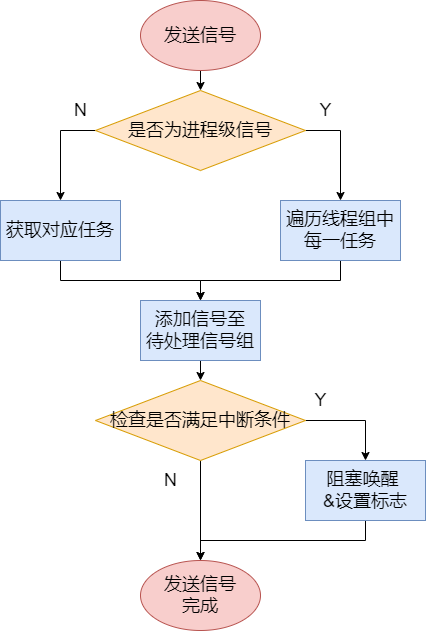 发送信号
N
Y
是否为进程级信号
获取对应任务
遍历线程组中
每一任务
添加信号至
待处理信号组
Y
检查是否满足中断条件
N
阻塞唤醒
&设置标志
发送信号
完成